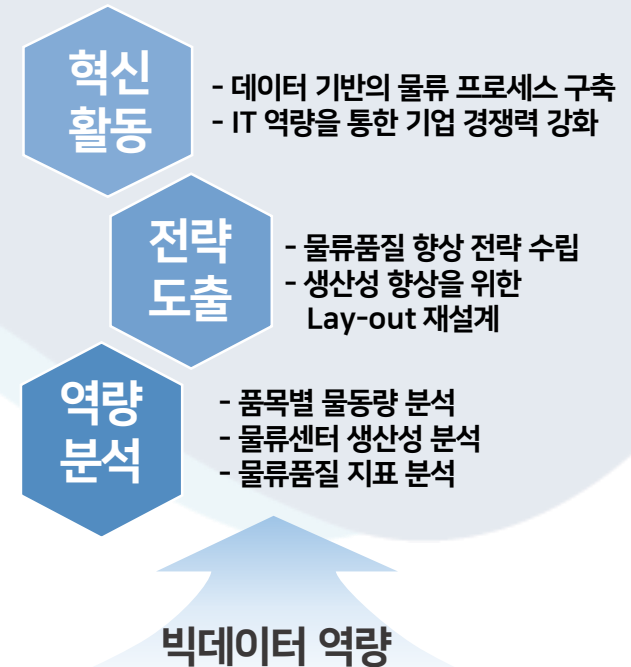 혁신
활동
- 데이터 기반의 물류 프로세스 구축
- IT 역량을 통한 기업 경쟁력 강화
전략
도출
- 물류품질 향상 전략 수립
- 생산성 향상을 위한
Lay-out 재설계
역량
분석
- 품목별 물동량 분석
- 물류센터 생산성 분석
- 물류품질 지표 분석
빅데이터 역량